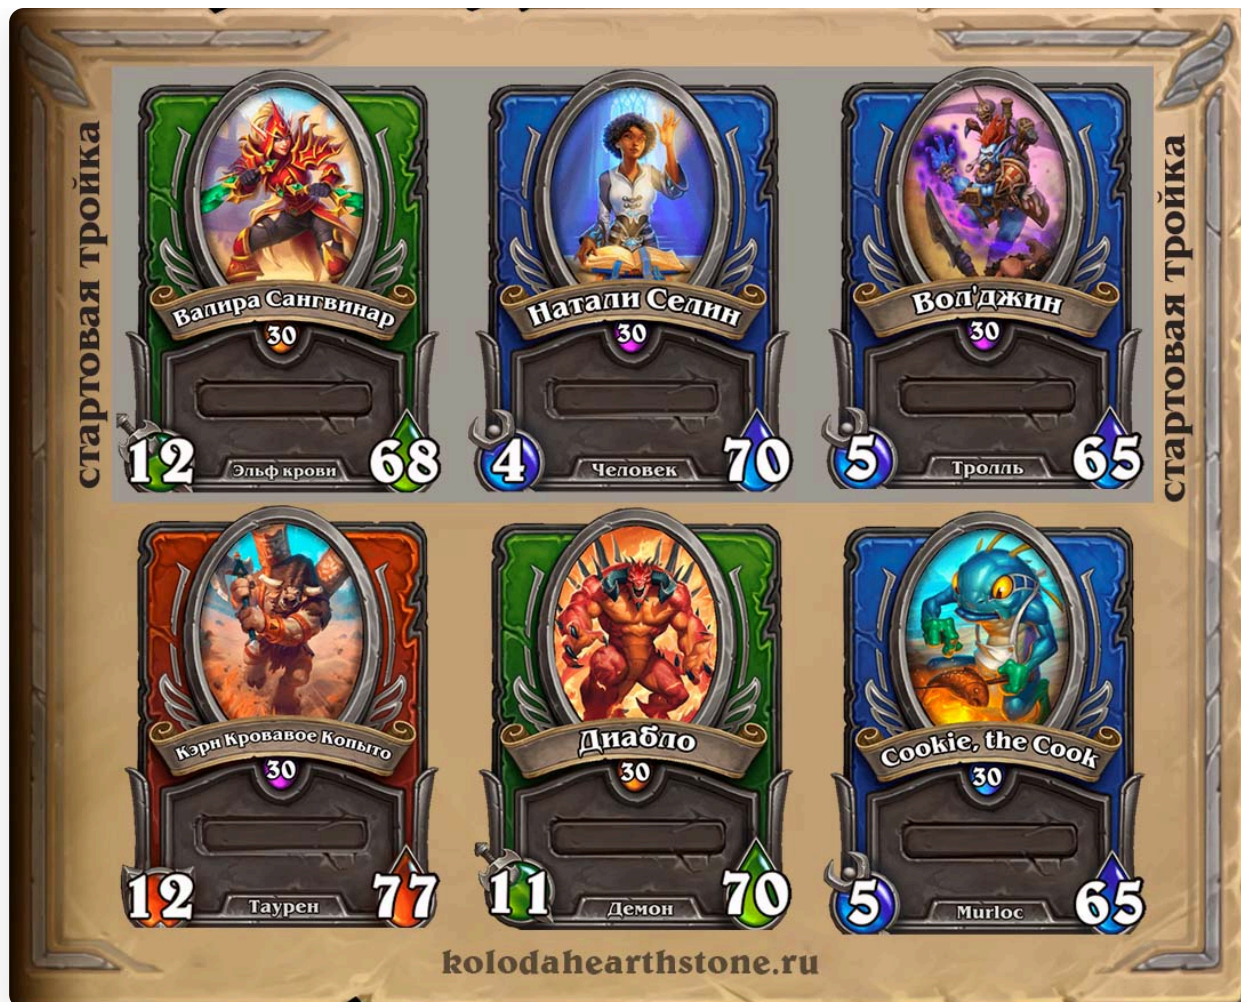 стартовая тройка
стартовая тройка
Валира Сангвинар
30
12
Эльф крови
68
Натали Селин
30
4
Человек
70
Вол'джин
30
5
Тролль
65
Кэрн Кровавое Копыто
30
12
Таурен
77
Диабло
30
11
Демон
70
Cookie, the Cook
30
5
Murloc
65
kolodahearthstone.ru